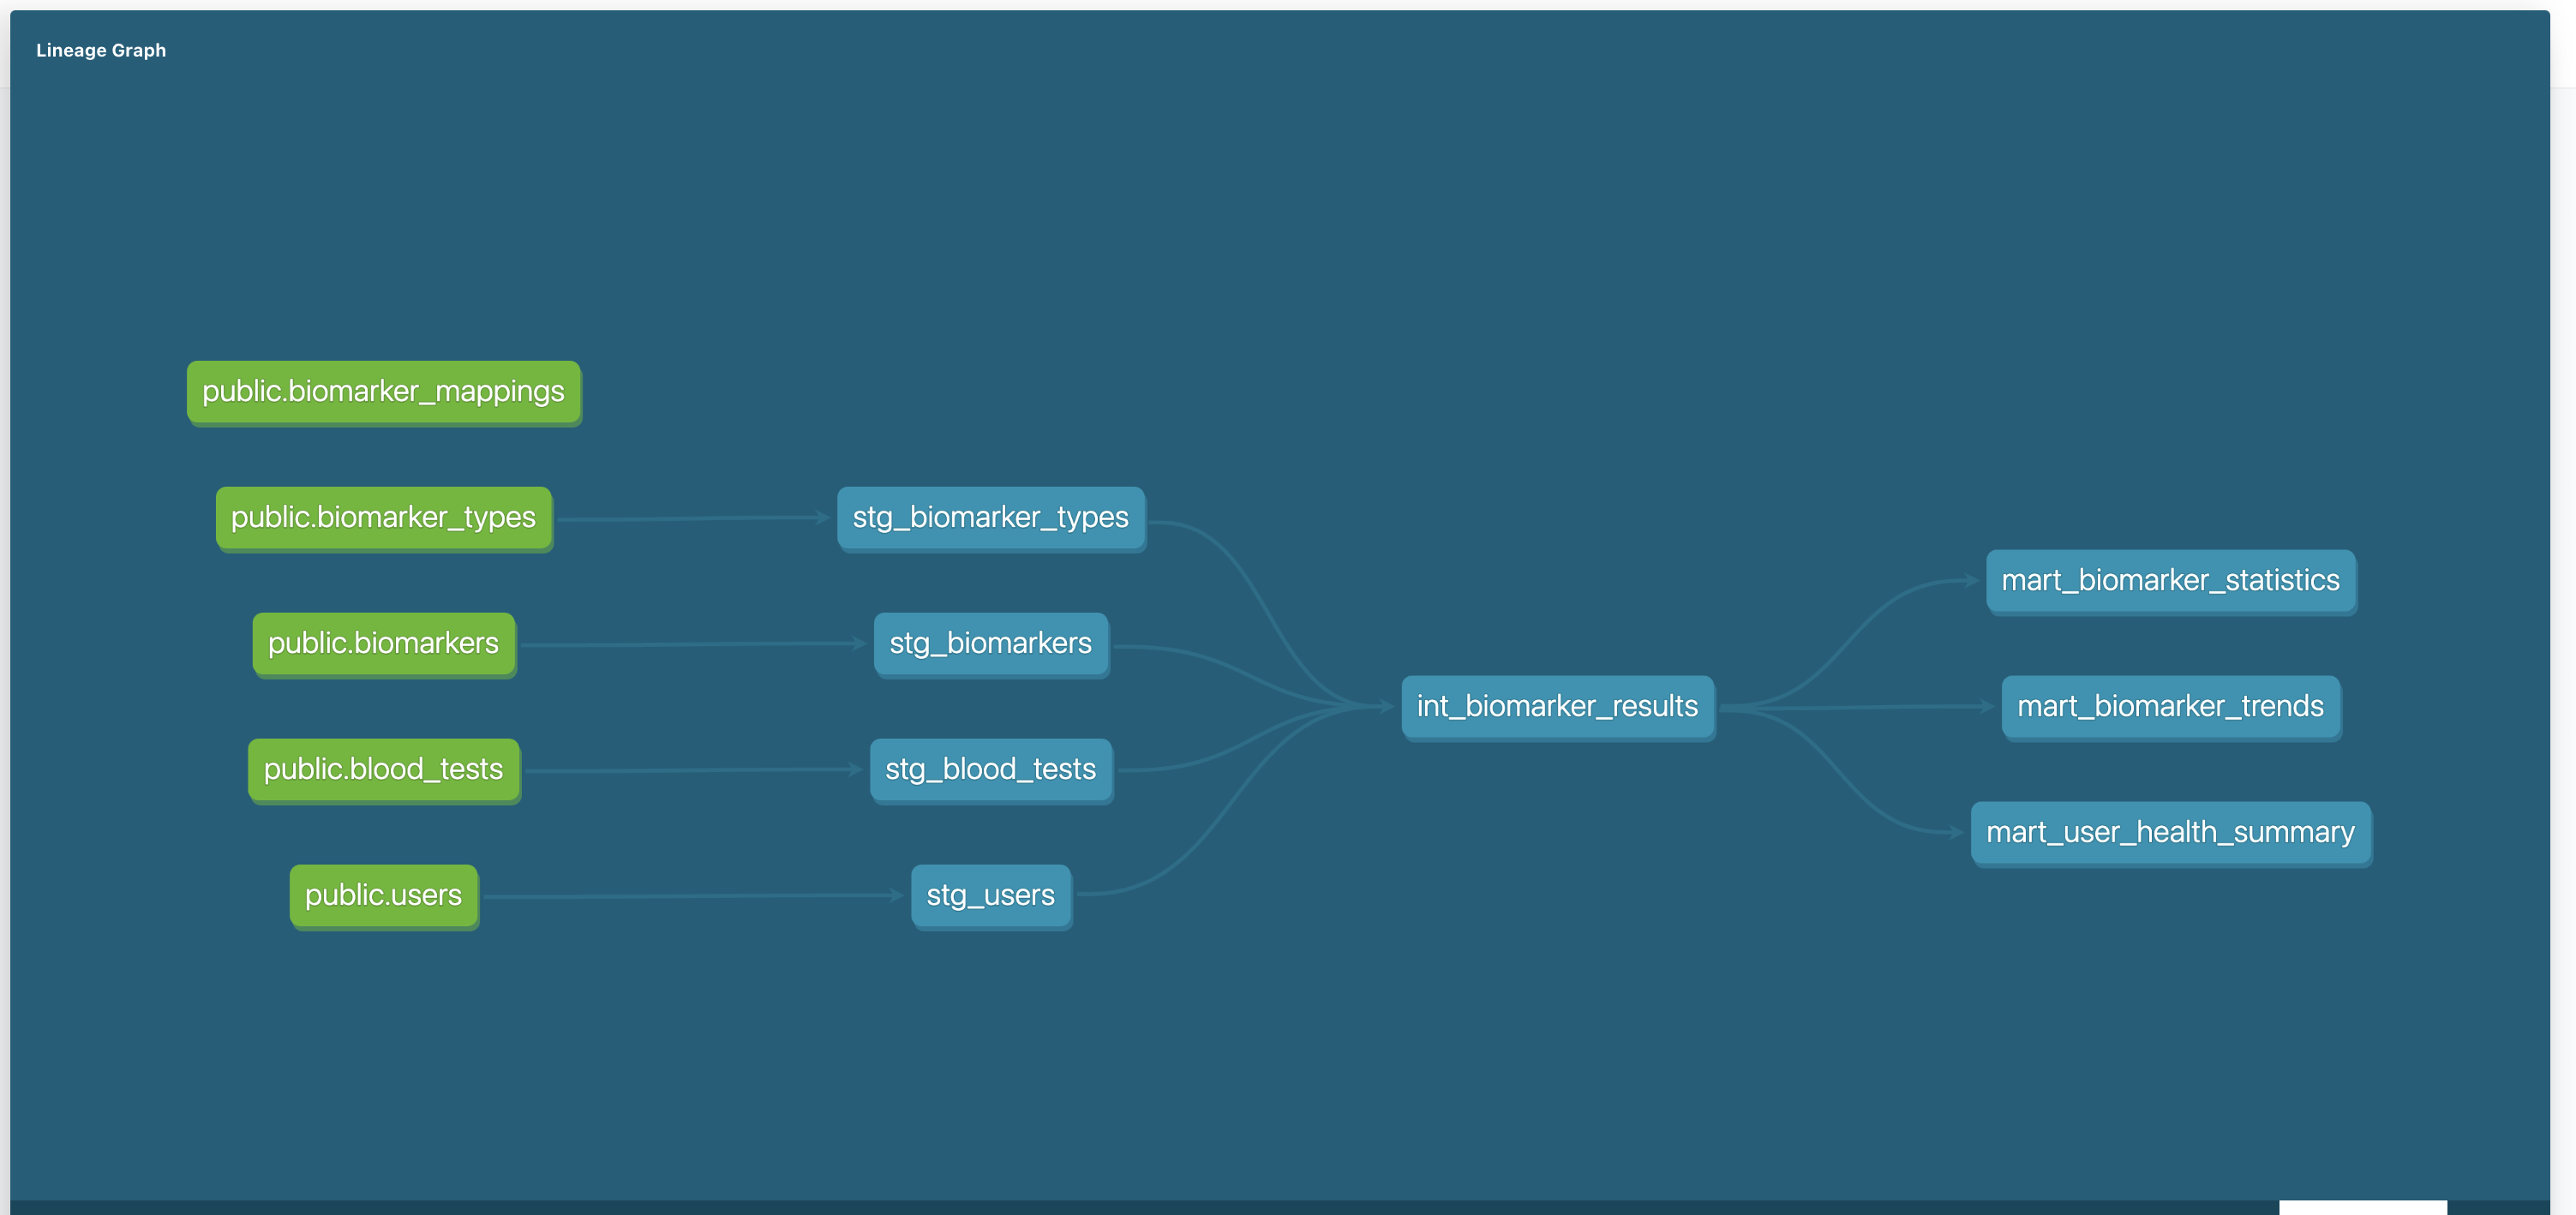 Lineage Graph
public.biomarker_mappings
public.biomarker_types
stg_biomarker_types
mart_biomarker_statistics
public.biomarkers
stg_biomarkers
int_biomarker_results
mart_biomarker_trends
public.blood_tests
stg_blood_tests
mart_user_health_summary
public.users
stg_users